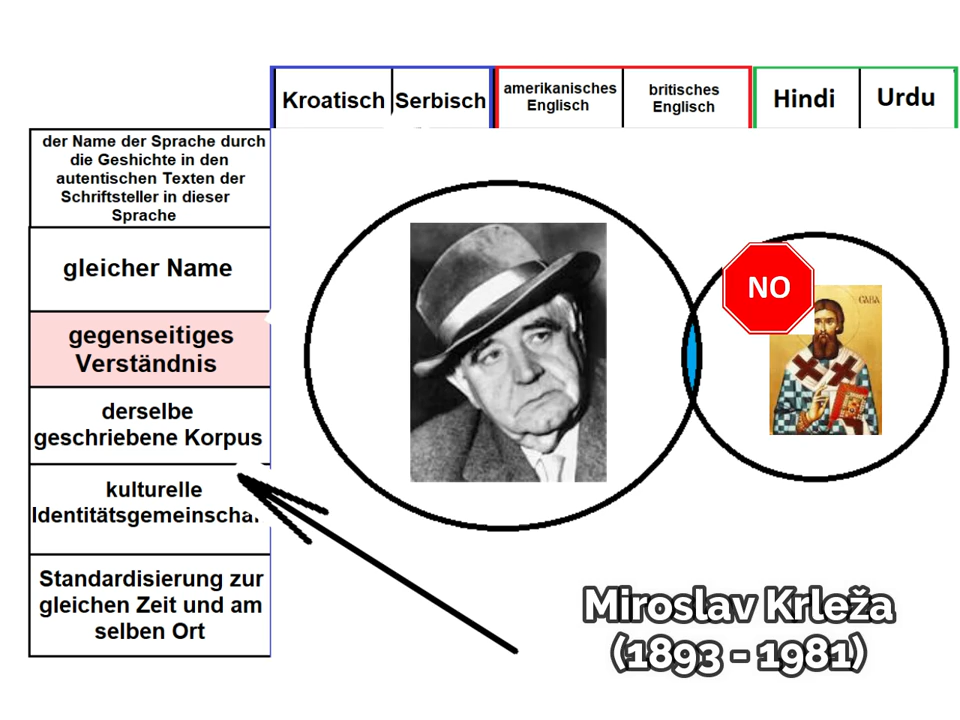 Kroatisch
Serbisch
amerikanisches
Englisch
britisches
Englisch
Hindi
Urdu
der Name der Sprache durch
die Geshichte in den
autentischen Texten der
Schriftsteller in dieser
Sprache
gleicher Name
gegenseitiges
Verständnis
derselbe
geschriebene Korpus
kulturelle
Standardisierung zur
gleichen Zeit und am
selben Ort
NO
Miroslav Krleža
(1893 - 1981)